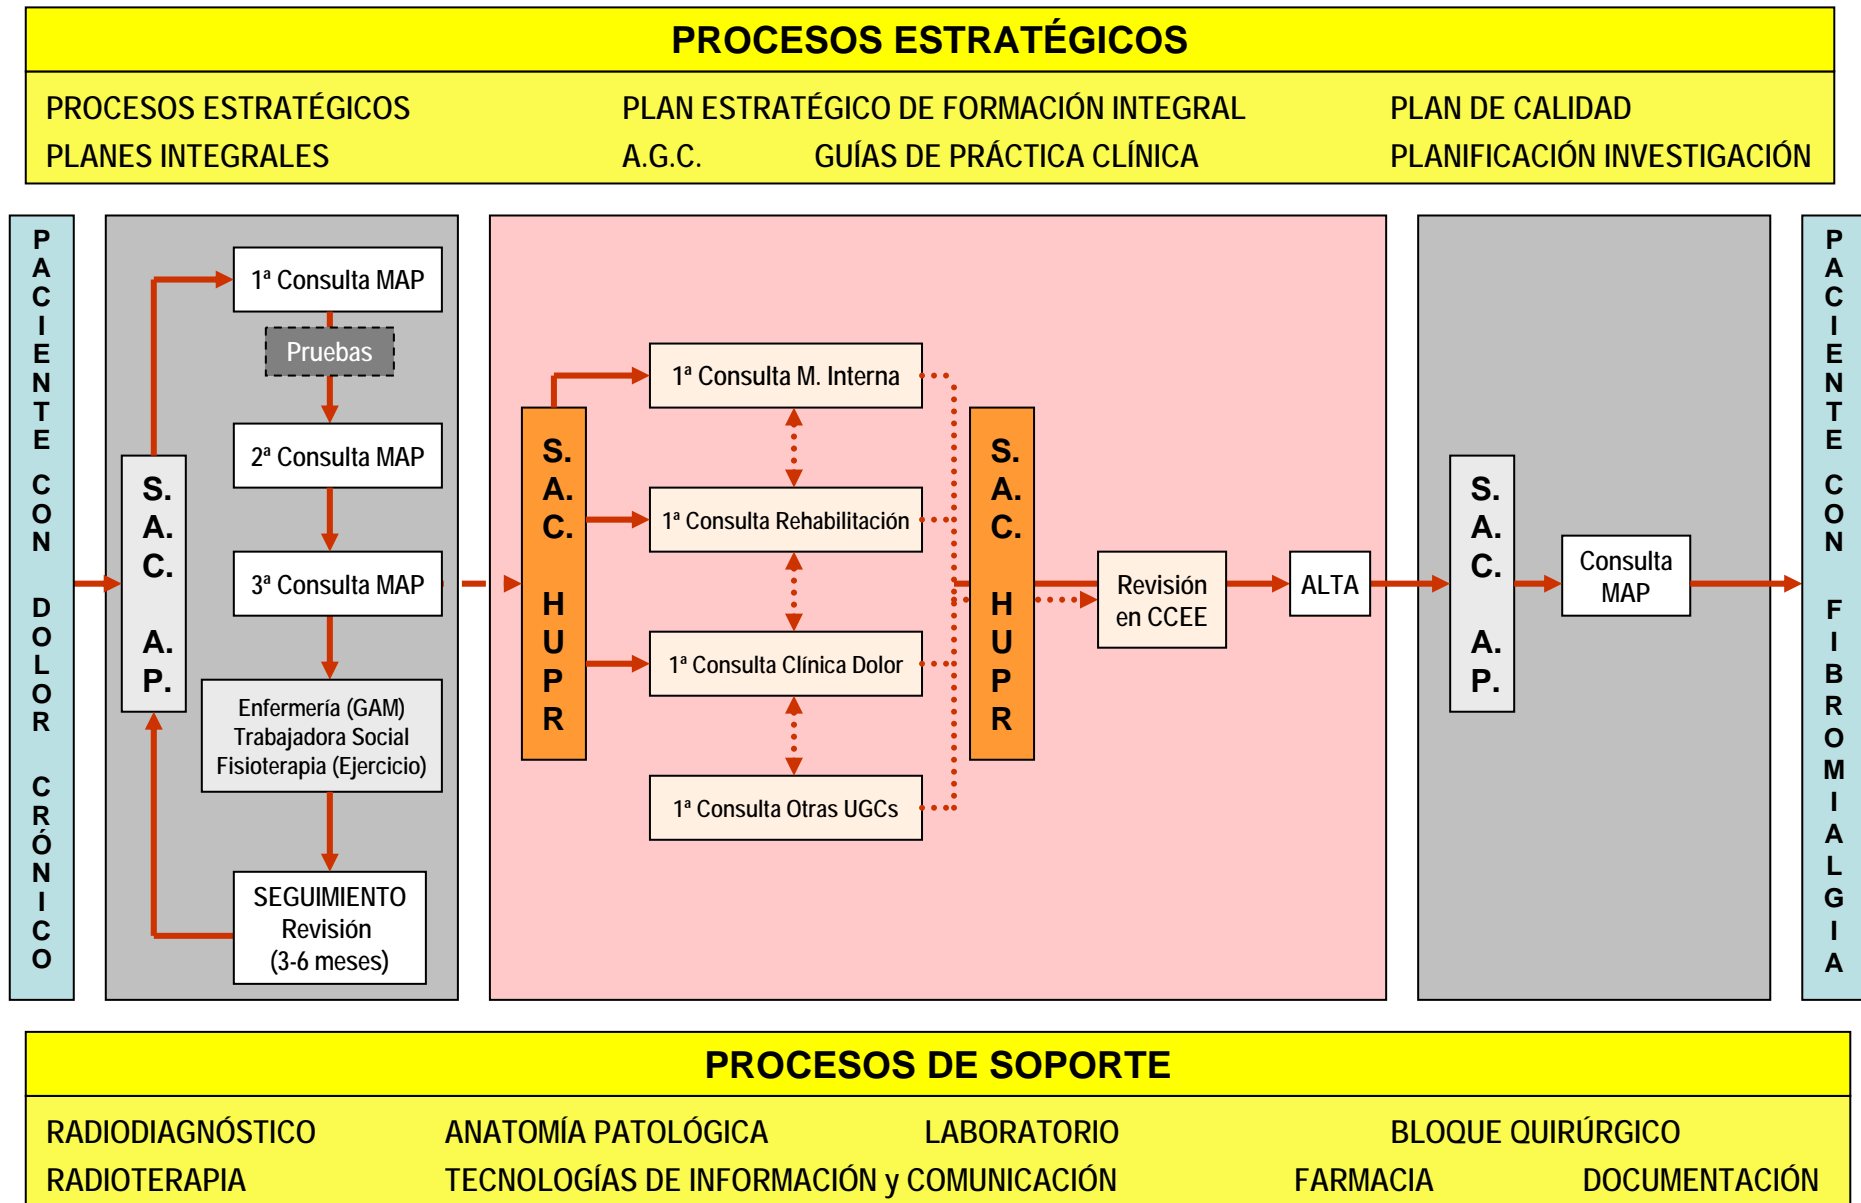 PROCESOS ESTRATÉGICOS
PROCESOS ESTRATÉGICOS PLAN ESTRATÉGICO DE FORMACIÓN INTEGRAL PLAN DE CALIDAD
PLANES INTEGRALES A.G.C. GUÍAS DE PRÁCTICA CLÍNICA PLANIFICACIÓN INVESTIGACIÓN
PACIENTE CON DOLOR CRÓNICO
S.A.C. A.P.
1ª Consulta MAP
Pruebas
2ª Consulta MAP
3ª Consulta MAP
Enfermería (GAM)
Trabajadora Social
Fisioterapia (Ejercicio)
SEGUIMIENTO
Revisión
(3-6 meses)
S.A.C. HUPR
1ª Consulta M. Interna
1ª Consulta Rehabilitación
1ª Consulta Clínica Dolor
1ª Consulta Otras UGCs
S.A.C. HUPR
Revisión
en CCEE
ALTA
S.A.C. A.P.
Consulta
MAP
PACIENTE CON FIBROMIALGIA
PROCESOS DE SOPORTE
RADIODIAGNÓSTICO ANATOMÍA PATOLÓGICA LABORATORIO BLOQUE QUIRÚRGICO
RADIOTERAPIA TECNOLOGÍAS DE INFORMACIÓN y COMUNICACIÓN FARMACIA DOCUMENTACIÓN